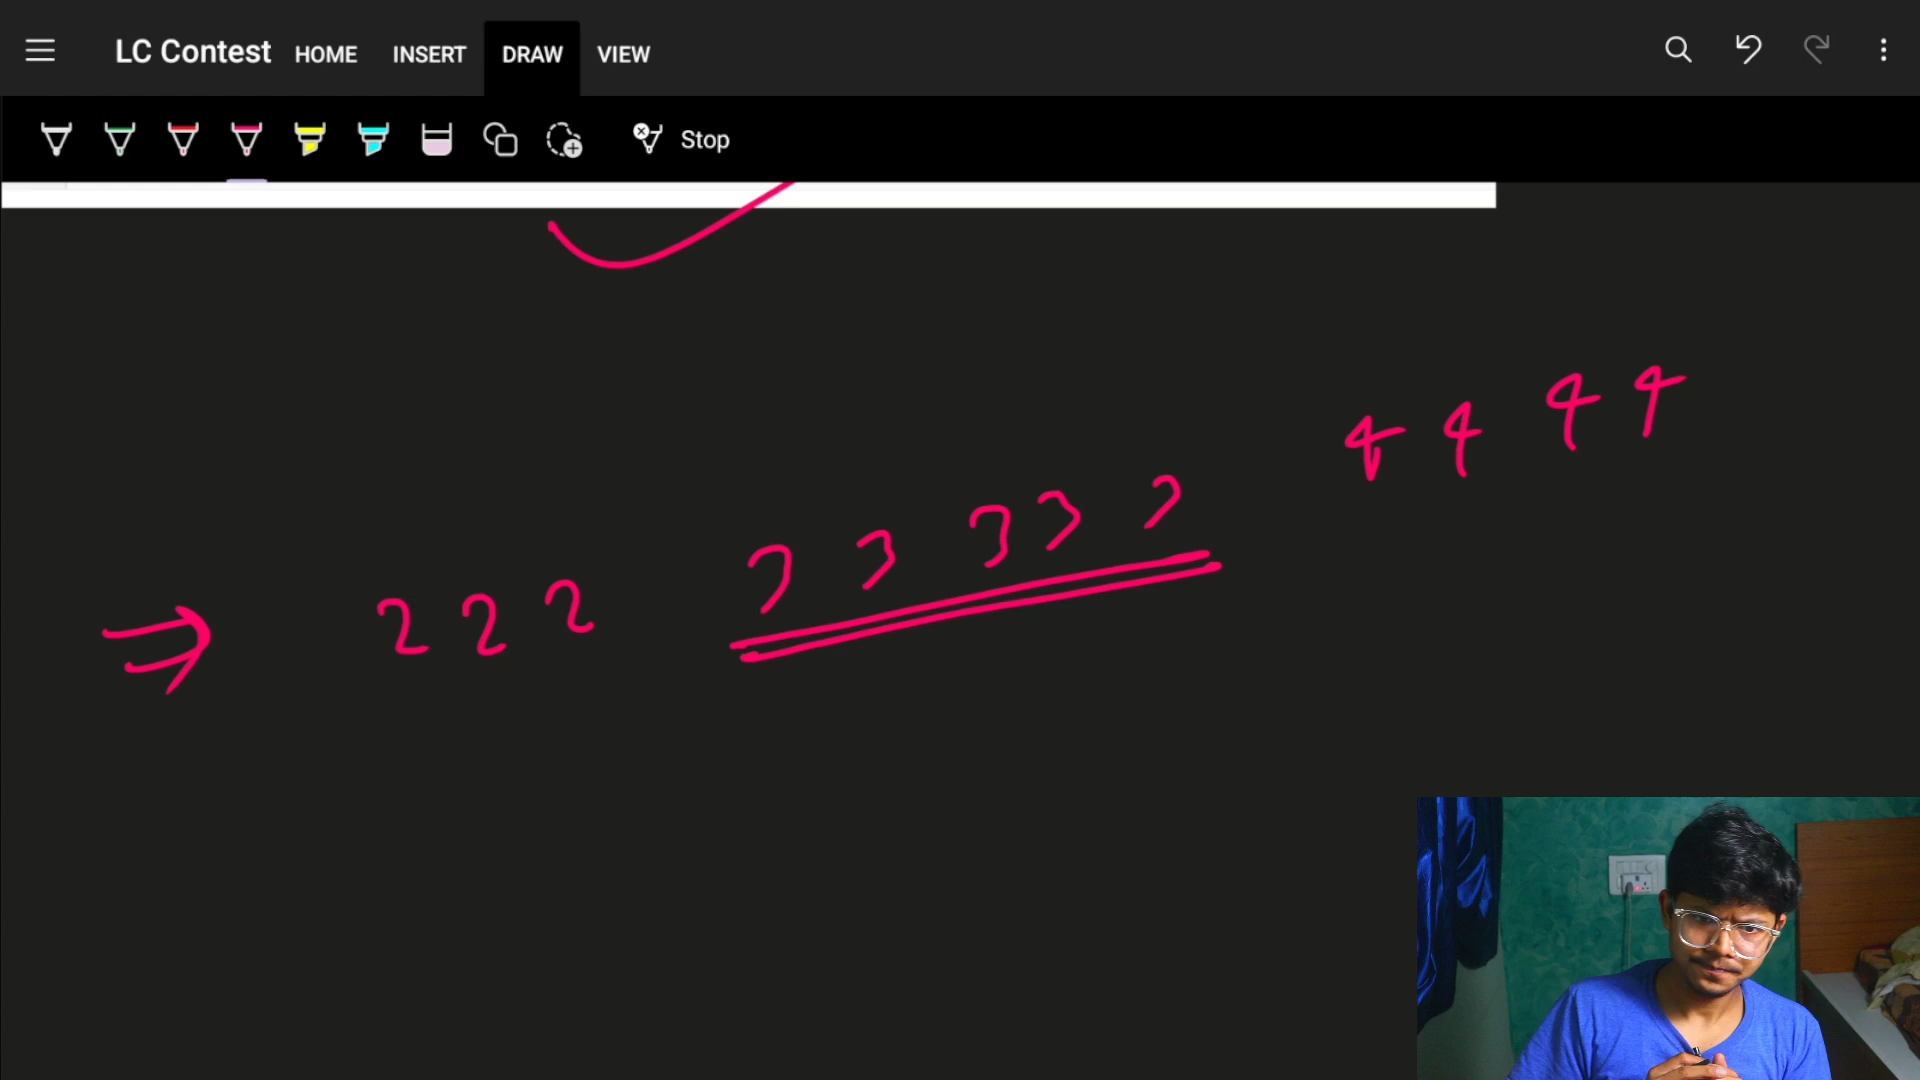 LC Contest HOME INSERT DRAW VIEW
Stop
⇒ 2 2 2 3 3 3 3 3 4 4 4 4